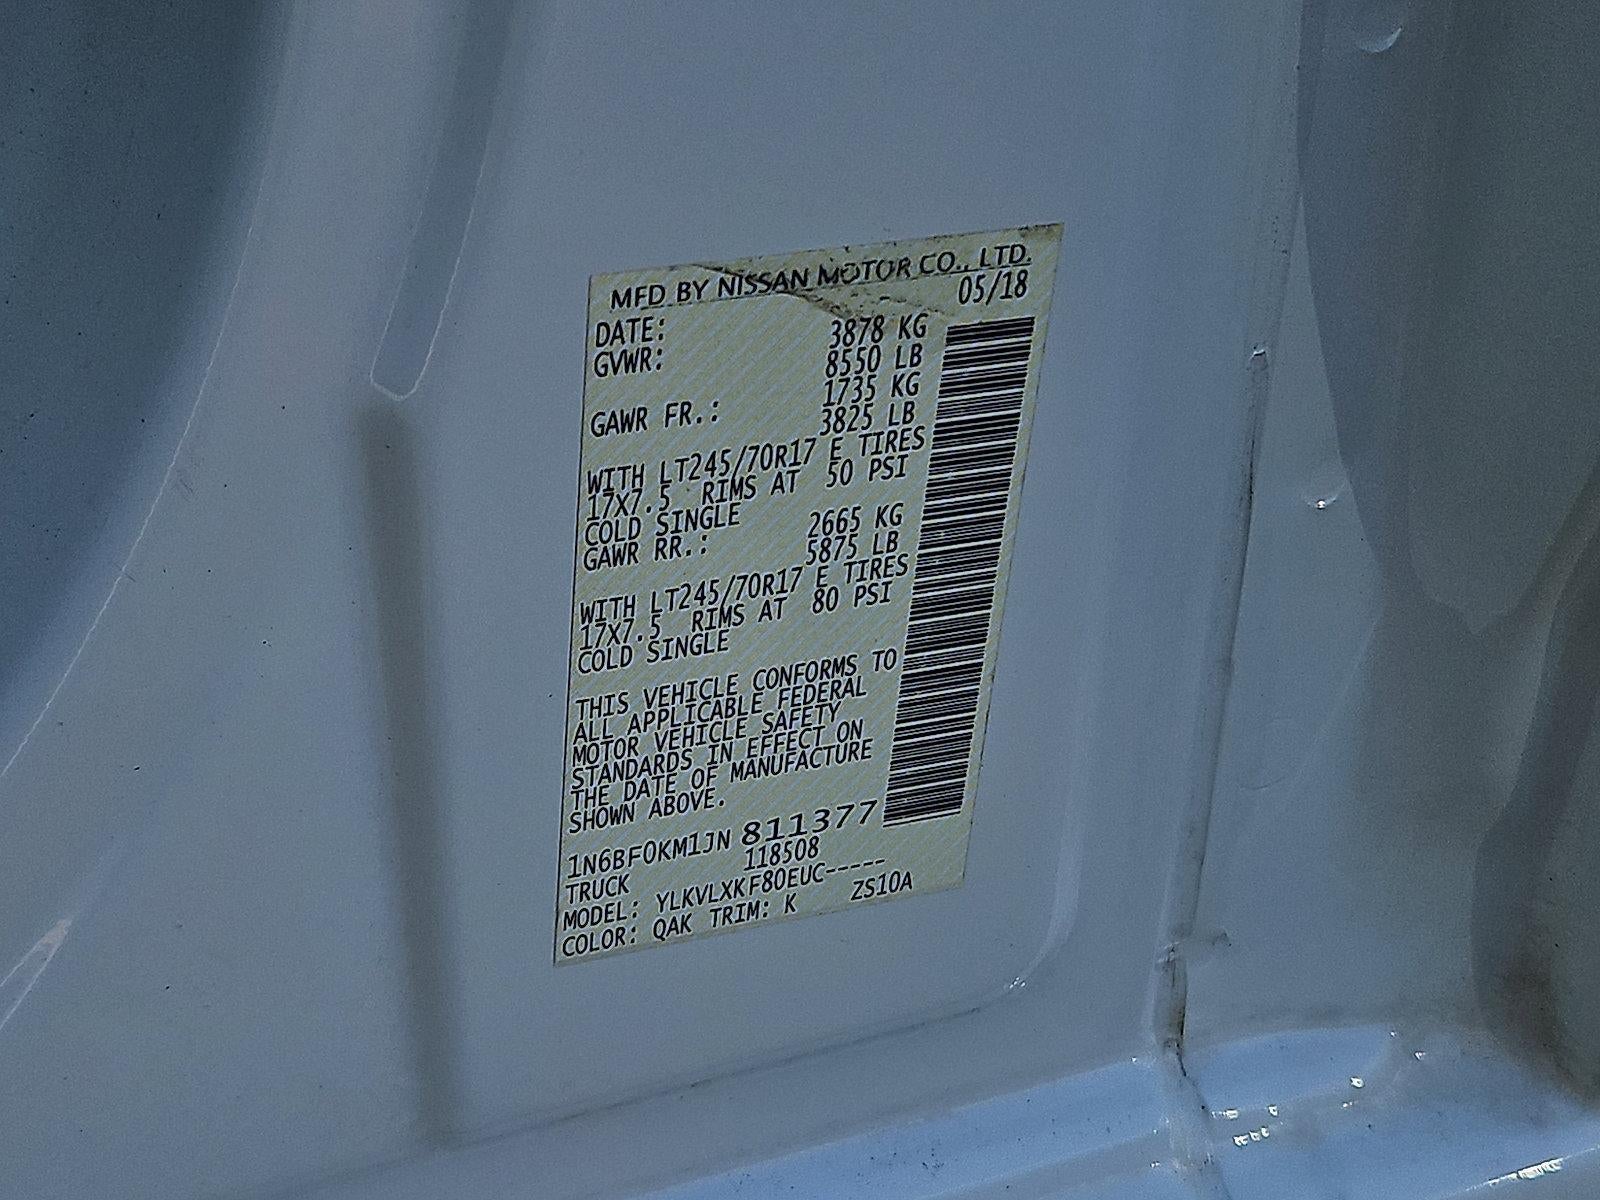 MFD BY NISSAN MOTOR CO., LTD.
DATE: 05/18
GVWR: 3878 KG
8550 LB
GAWR FR.: 1735 KG
3825 LB
WITH LT245/70R17 E TIRES
17X7.5 RIMS AT 50 PSI
COLD SINGLE
GAWR RR.: 2665 KG
5875 LB
WITH LT245/70R17 E TIRES
17X7.5 RIMS AT 80 PSI
COLD SINGLE
THIS VEHICLE CONFORMS TO
ALL APPLICABLE FEDERAL
MOTOR VEHICLE SAFETY
STANDARDS IN EFFECT ON
THE DATE OF MANUFACTURE
SHOWN ABOVE.
1N6BF0KM1JN 811377
TRUCK 118508
MODEL: YLKVLXKF80EUC-----
COLOR: QAK TRIM: K ZS10A